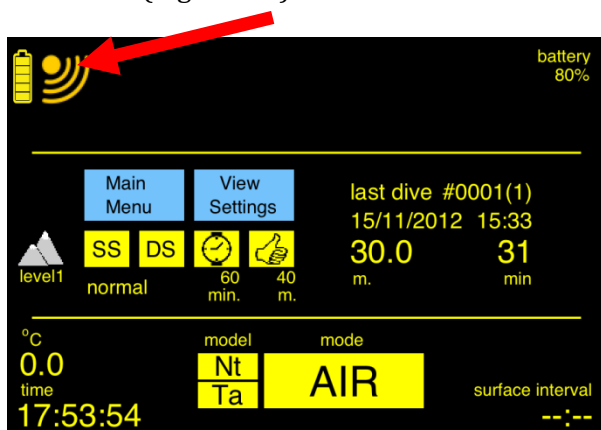 battery
80%
Main
Menu
View
Settings
last dive #0001(1)
15/11/2012 15:33
30.0 31
m. min
SS DS
level1
normal
60
min.
40
m.
°C
0.0
time
17:53:54
model
Nt
Ta
mode
AIR
surface interval
--:--